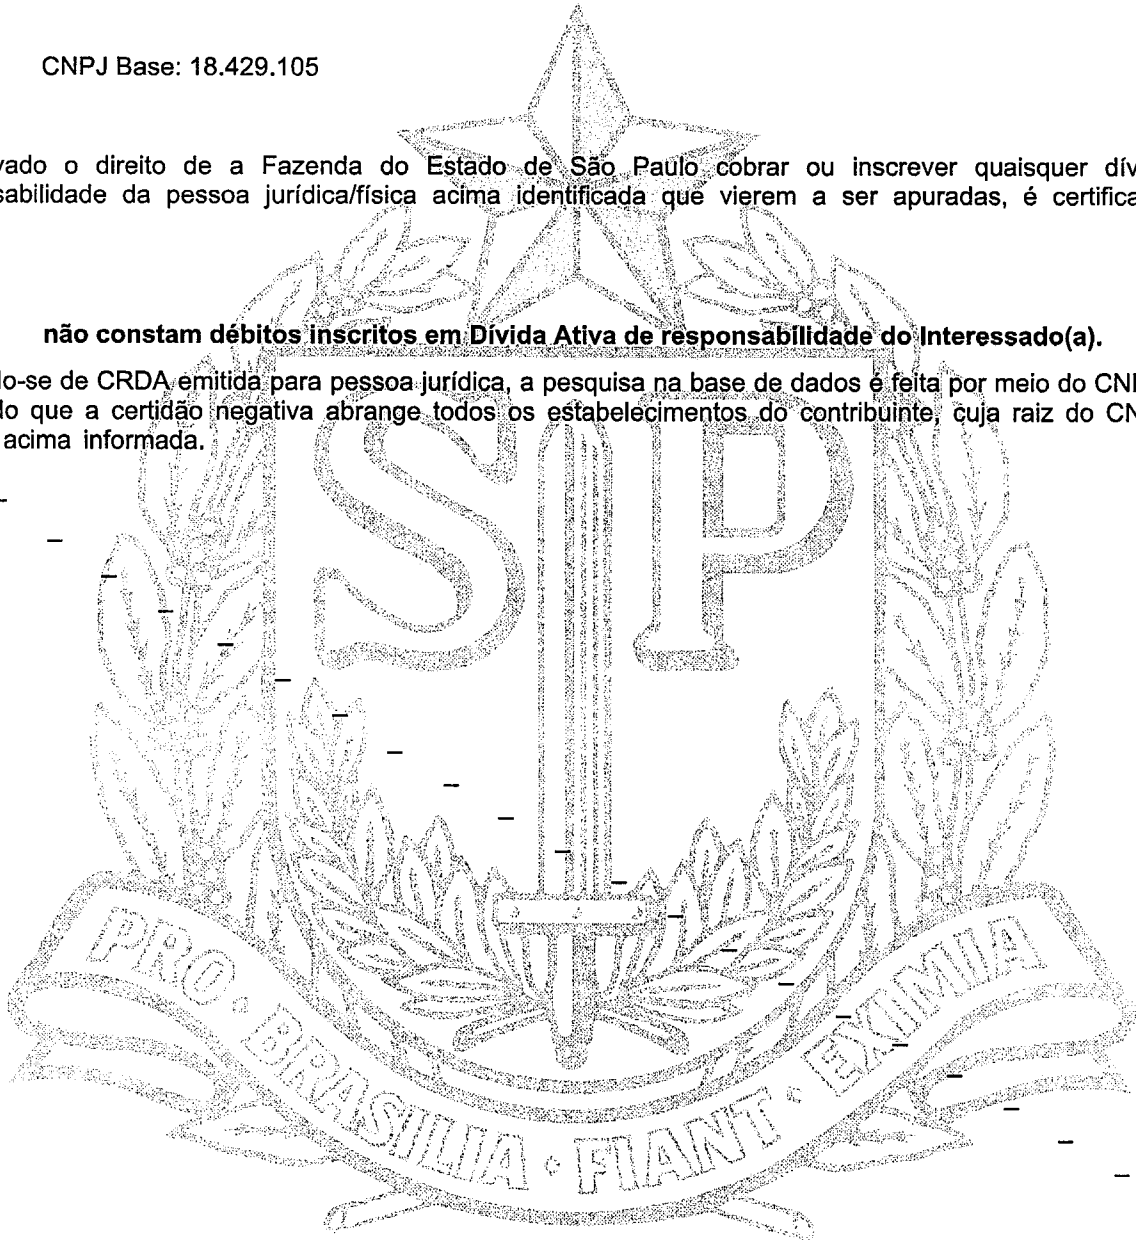 CNPJ Base: 18.429.105
vado o direito de a Fazenda do Estado de São Paulo cobrar ou inscrever quaisquer dív
sabilidade da pessoa jurídica/física acima identificada que vierem a ser apuradas, é certifica
não constam débitos inscritos em Dívida Ativa de responsabilidade do Interessado(a).
do-se de CRDA emitida para pessoa jurídica, a pesquisa na base de dados é feita por meio do CNP
do que a certidão negativa abrange todos os estabelecimentos do contribuinte, cuja raiz do CN
acima informada.
SP
PRO · BRASILIA · FIANT · EXIMIA